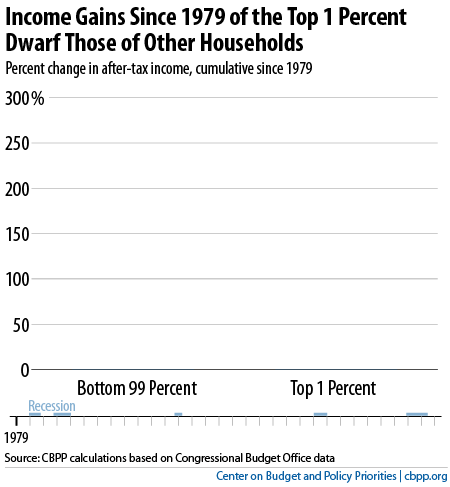 Income Gains Since 1979 of the Top 1 Percent
Dwarf Those of Other Households
Percent change in after-tax income, cumulative since 1979
300%
250
200
150
100
50
0
Bottom 99 Percent
Top 1 Percent
Recession
1979
Source: CBPP calculations based on Congressional Budget Office data
Center on Budget and Policy Priorities | cbpp.org